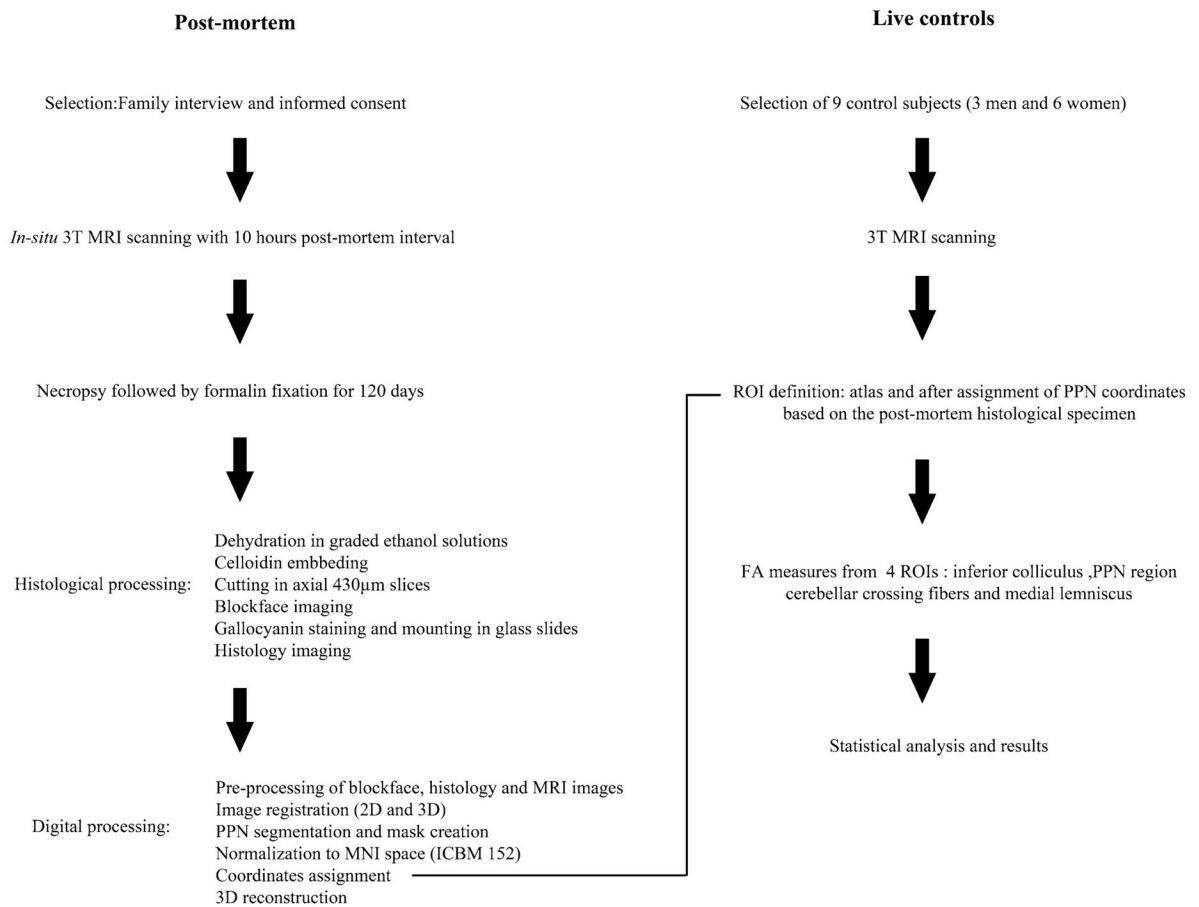 Post-mortem
Selection:Family interview and informed consent
In-situ 3T MRI scanning with 10 hours post-mortem interval
Necropsy followed by formalin fixation for 120 days
Histological processing:
Dehydration in graded ethanol solutions
Celloidin embbeding
Cutting in axial 430µm slices
Blockface imaging
Gallocyanin staining and mounting in glass slides
Histology imaging
Digital processing:
Pre-processing of blockface, histology and MRI images
Image registration (2D and 3D)
PPN segmentation and mask creation
Normalization to MNI space (ICBM 152)
Coordinates assignment
3D reconstruction
Live controls
Selection of 9 control subjects (3 men and 6 women)
3T MRI scanning
ROI definition: atlas and after assignment of PPN coordinates
based on the post-mortem histological specimen
FA measures from 4 ROIs : inferior colliculus ,PPN region
cerebellar crossing fibers and medial lemniscus
Statistical analysis and results